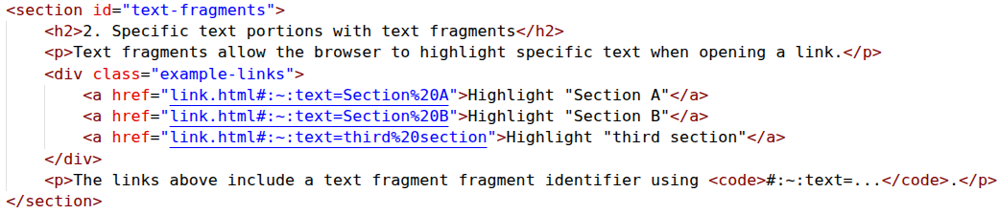 <section id="text-fragments">
<h2>2. Specific text portions with text fragments</h2>
<p>Text fragments allow the browser to highlight specific text when opening a link.</p>
<div class="example-links">
<a href="link.html#:~:text=Section%20A">Highlight "Section A"</a>
<a href="link.html#:~:text=Section%20B">Highlight "Section B"</a>
<a href="link.html#:~:text=third%20section">Highlight "third section"</a>
</div>
<p>The links above include a text fragment fragment identifier using <code>#:~:text=...</code>.</p>
</section>